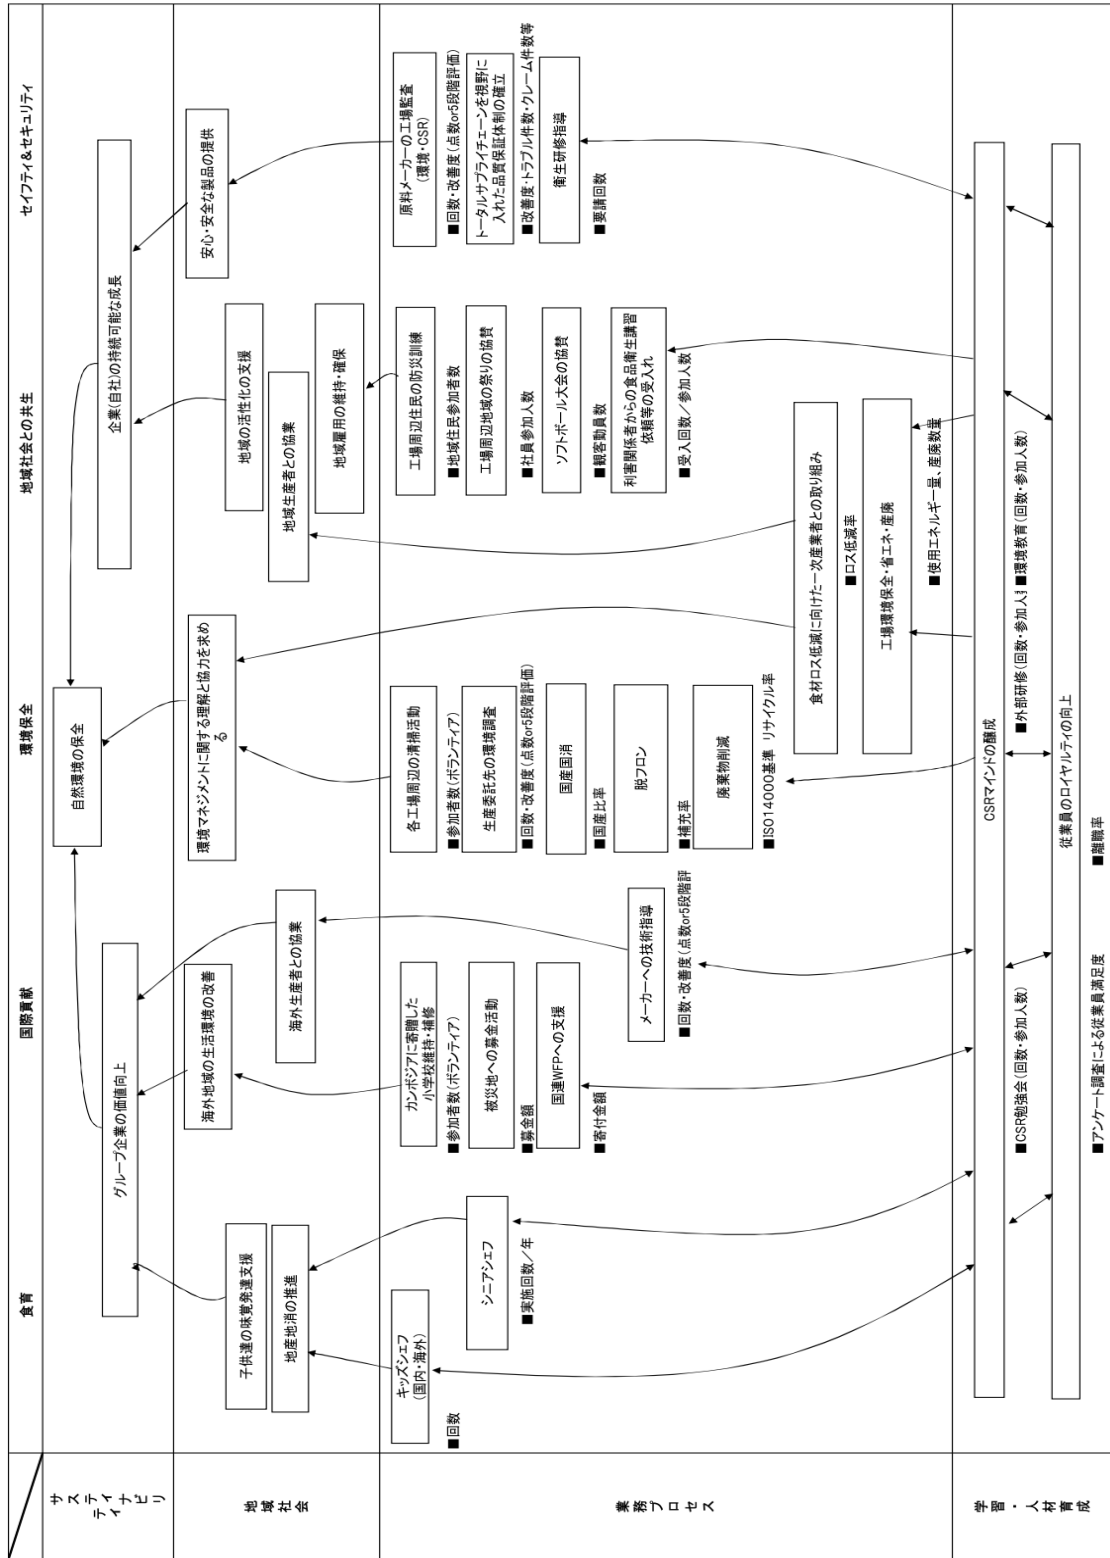 食育
国際貢献
環境保全
地域社会との共生
セイフティ&セキュリティ
サステイナビリティ
自然環境の保全
グループ企業の価値向上
企業(自社)の持続可能な成長
地域社会
子供達の味覚発達支援
地産地消の推進
海外地域の生活環境の改善
海外生産者との協業
環境マネジメントに関する理解と協力を求め
る
地域の活性化の支援
地域生産者との協業
地域雇用の維持・確保
安心・安全な製品の提供
業務プロセス
キッズシェフ
(国内・海外)
■回数
シニアシェフ
■実施回数/年
カンボジアに寄贈した
小学校維持・補修
■参加者数(ボランティア)
被災地への募金活動
■募金額
国連WFPへの支援
■寄付金額
メーカーへの技術指導
■回数・改善度(点数or5段階評
各工場周辺の清掃活動
■参加者数(ボランティア)
生産委託先の環境調査
■回数・改善度(点数or5段階評価)
国産国消
■国産比率
脱フロン
■補充率
廃棄物削減
■ISO14000基準 リサイクル率
食材ロス低減に向けた一次産業者との取り組み
■ロス低減率
工場環境保全・省エネ・産廃
■使用エネルギー量、産廃数量
工場周辺住民の防災訓練
■地域住民参加者数
工場周辺地域の祭りの協賛
■社員参加人数
ソフトボール大会の協賛
■観客動員数
利害関係者からの食品衛生講習
依頼等の受入れ
■受入回数/参加人数
原料メーカーの工場監査
(環境・CSR)
■回数・改善度(点数or5段階評価)
トータルサプライチェーンを視野に
入れた品質保証体制の確立
■改善度・トラブル件数・クレーム件数等
衛生研修指導
■要請回数
学習・人材育成
CSRマインドの醸成
■CSR勉強会(回数・参加人数)
■外部研修(回数・参加人
■環境教育(回数・参加人数)
従業員のロイヤルティの向上
■アンケート調査による従業員満足度
■離職率